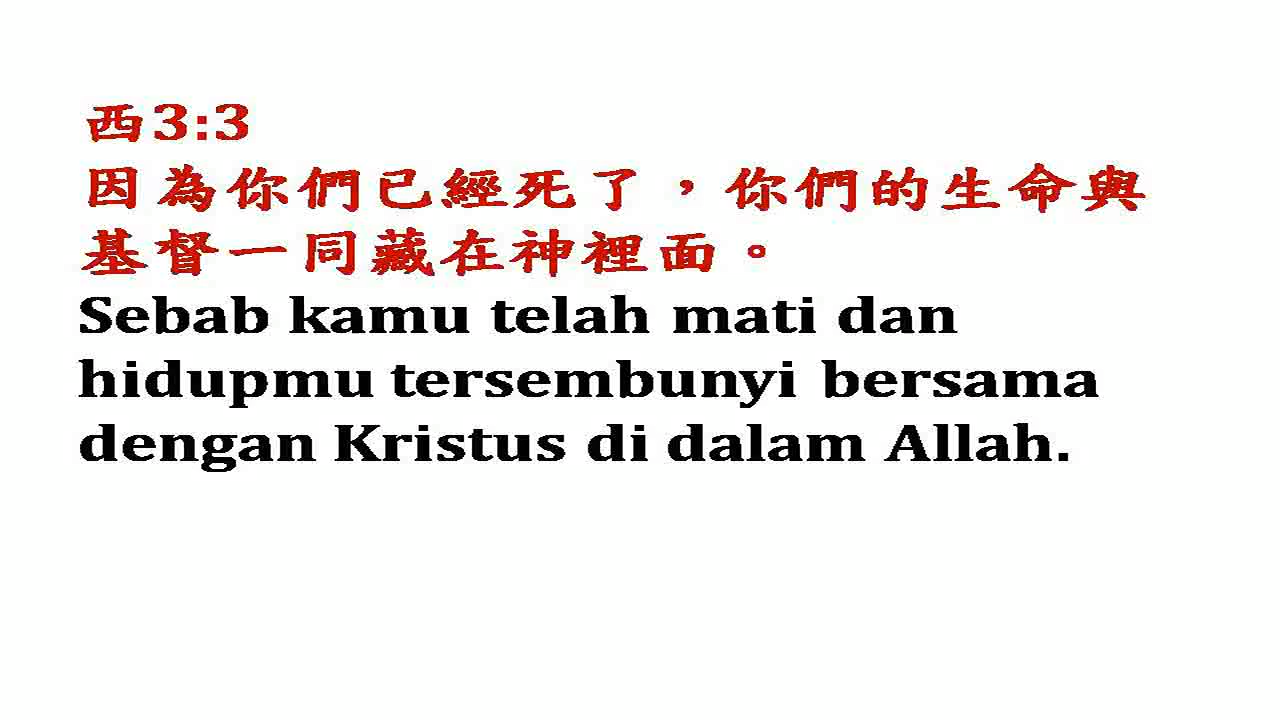 西3:3
因為你們已經死了，你們的生命與
基督一同藏在神裡面。
Sebab kamu telah mati dan
hidupmu tersembunyi bersama
dengan Kristus di dalam Allah.